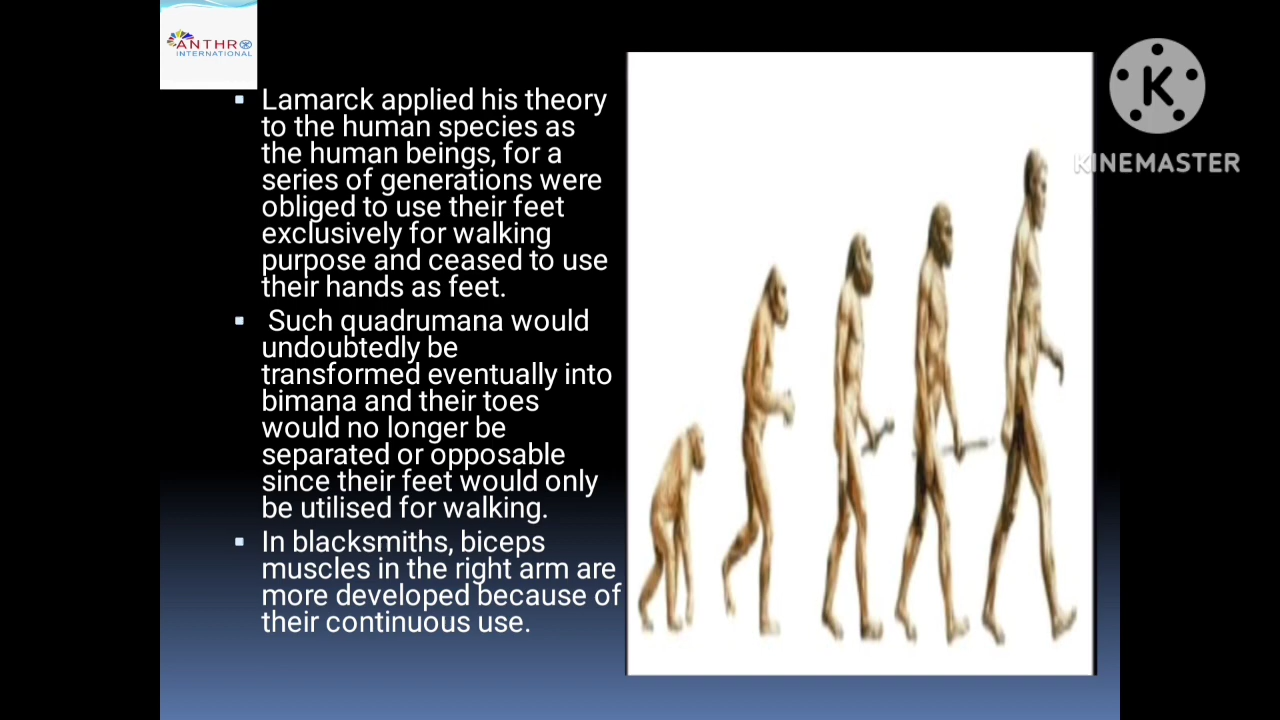 ANTHRO
INTERNATIONAL
Lamarck applied his theory
to the human species as
the human beings, for a
series of generations were
obliged to use their feet
exclusively for walking
purpose and ceased to use
their hands as feet.
Such quadrumana would
undoubtedly be
transformed eventually into
bimana and their toes
would no longer be
separated or opposable
since their feet would only
be utilised for walking.
In blacksmiths, biceps
muscles in the right arm are
more developed because of
their continuous use.
K
KINEMASTER